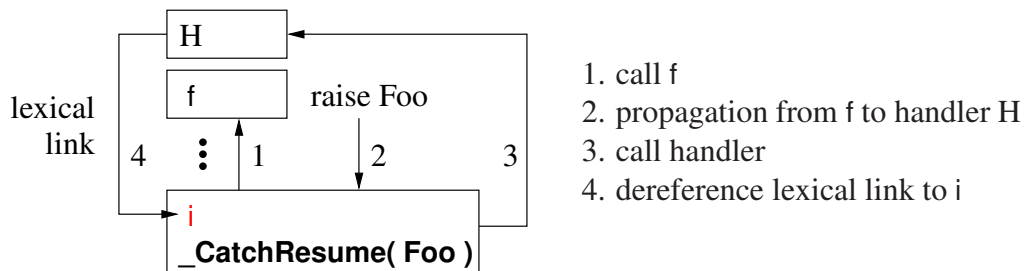 H
f
raise Foo
lexical
link
4
1
2
3
i
_CatchResume( Foo )
1. call f
2. propagation from f to handler H
3. call handler
4. dereference lexical link to i